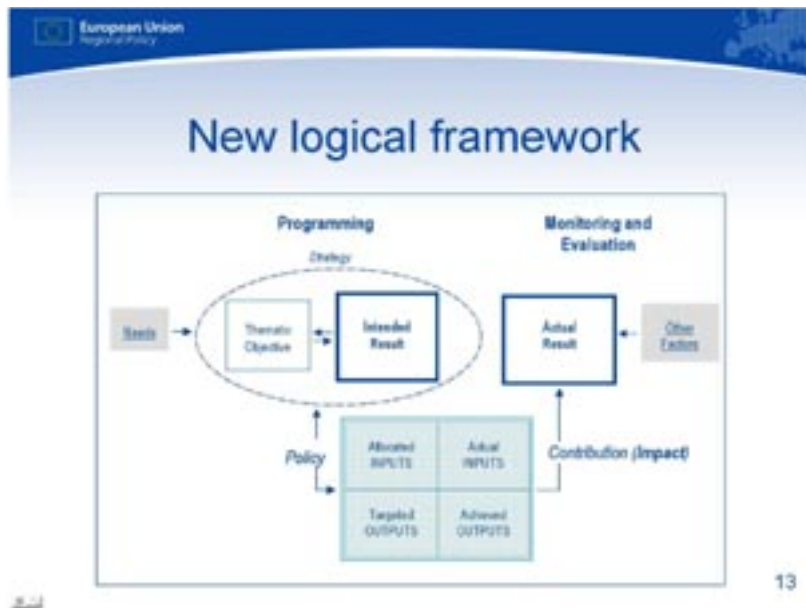 European Union
Regional Policy
New logical framework
Programming
Monitoring and
Evaluation
Strategy
Needs
Thematic
Objective
Intended
Result
Actual
Result
Other
Factors
Policy
Allocated
INPUTS
Actual
INPUTS
Contribution (Impact)
Targeted
OUTPUTS
Achieved
OUTPUTS
13